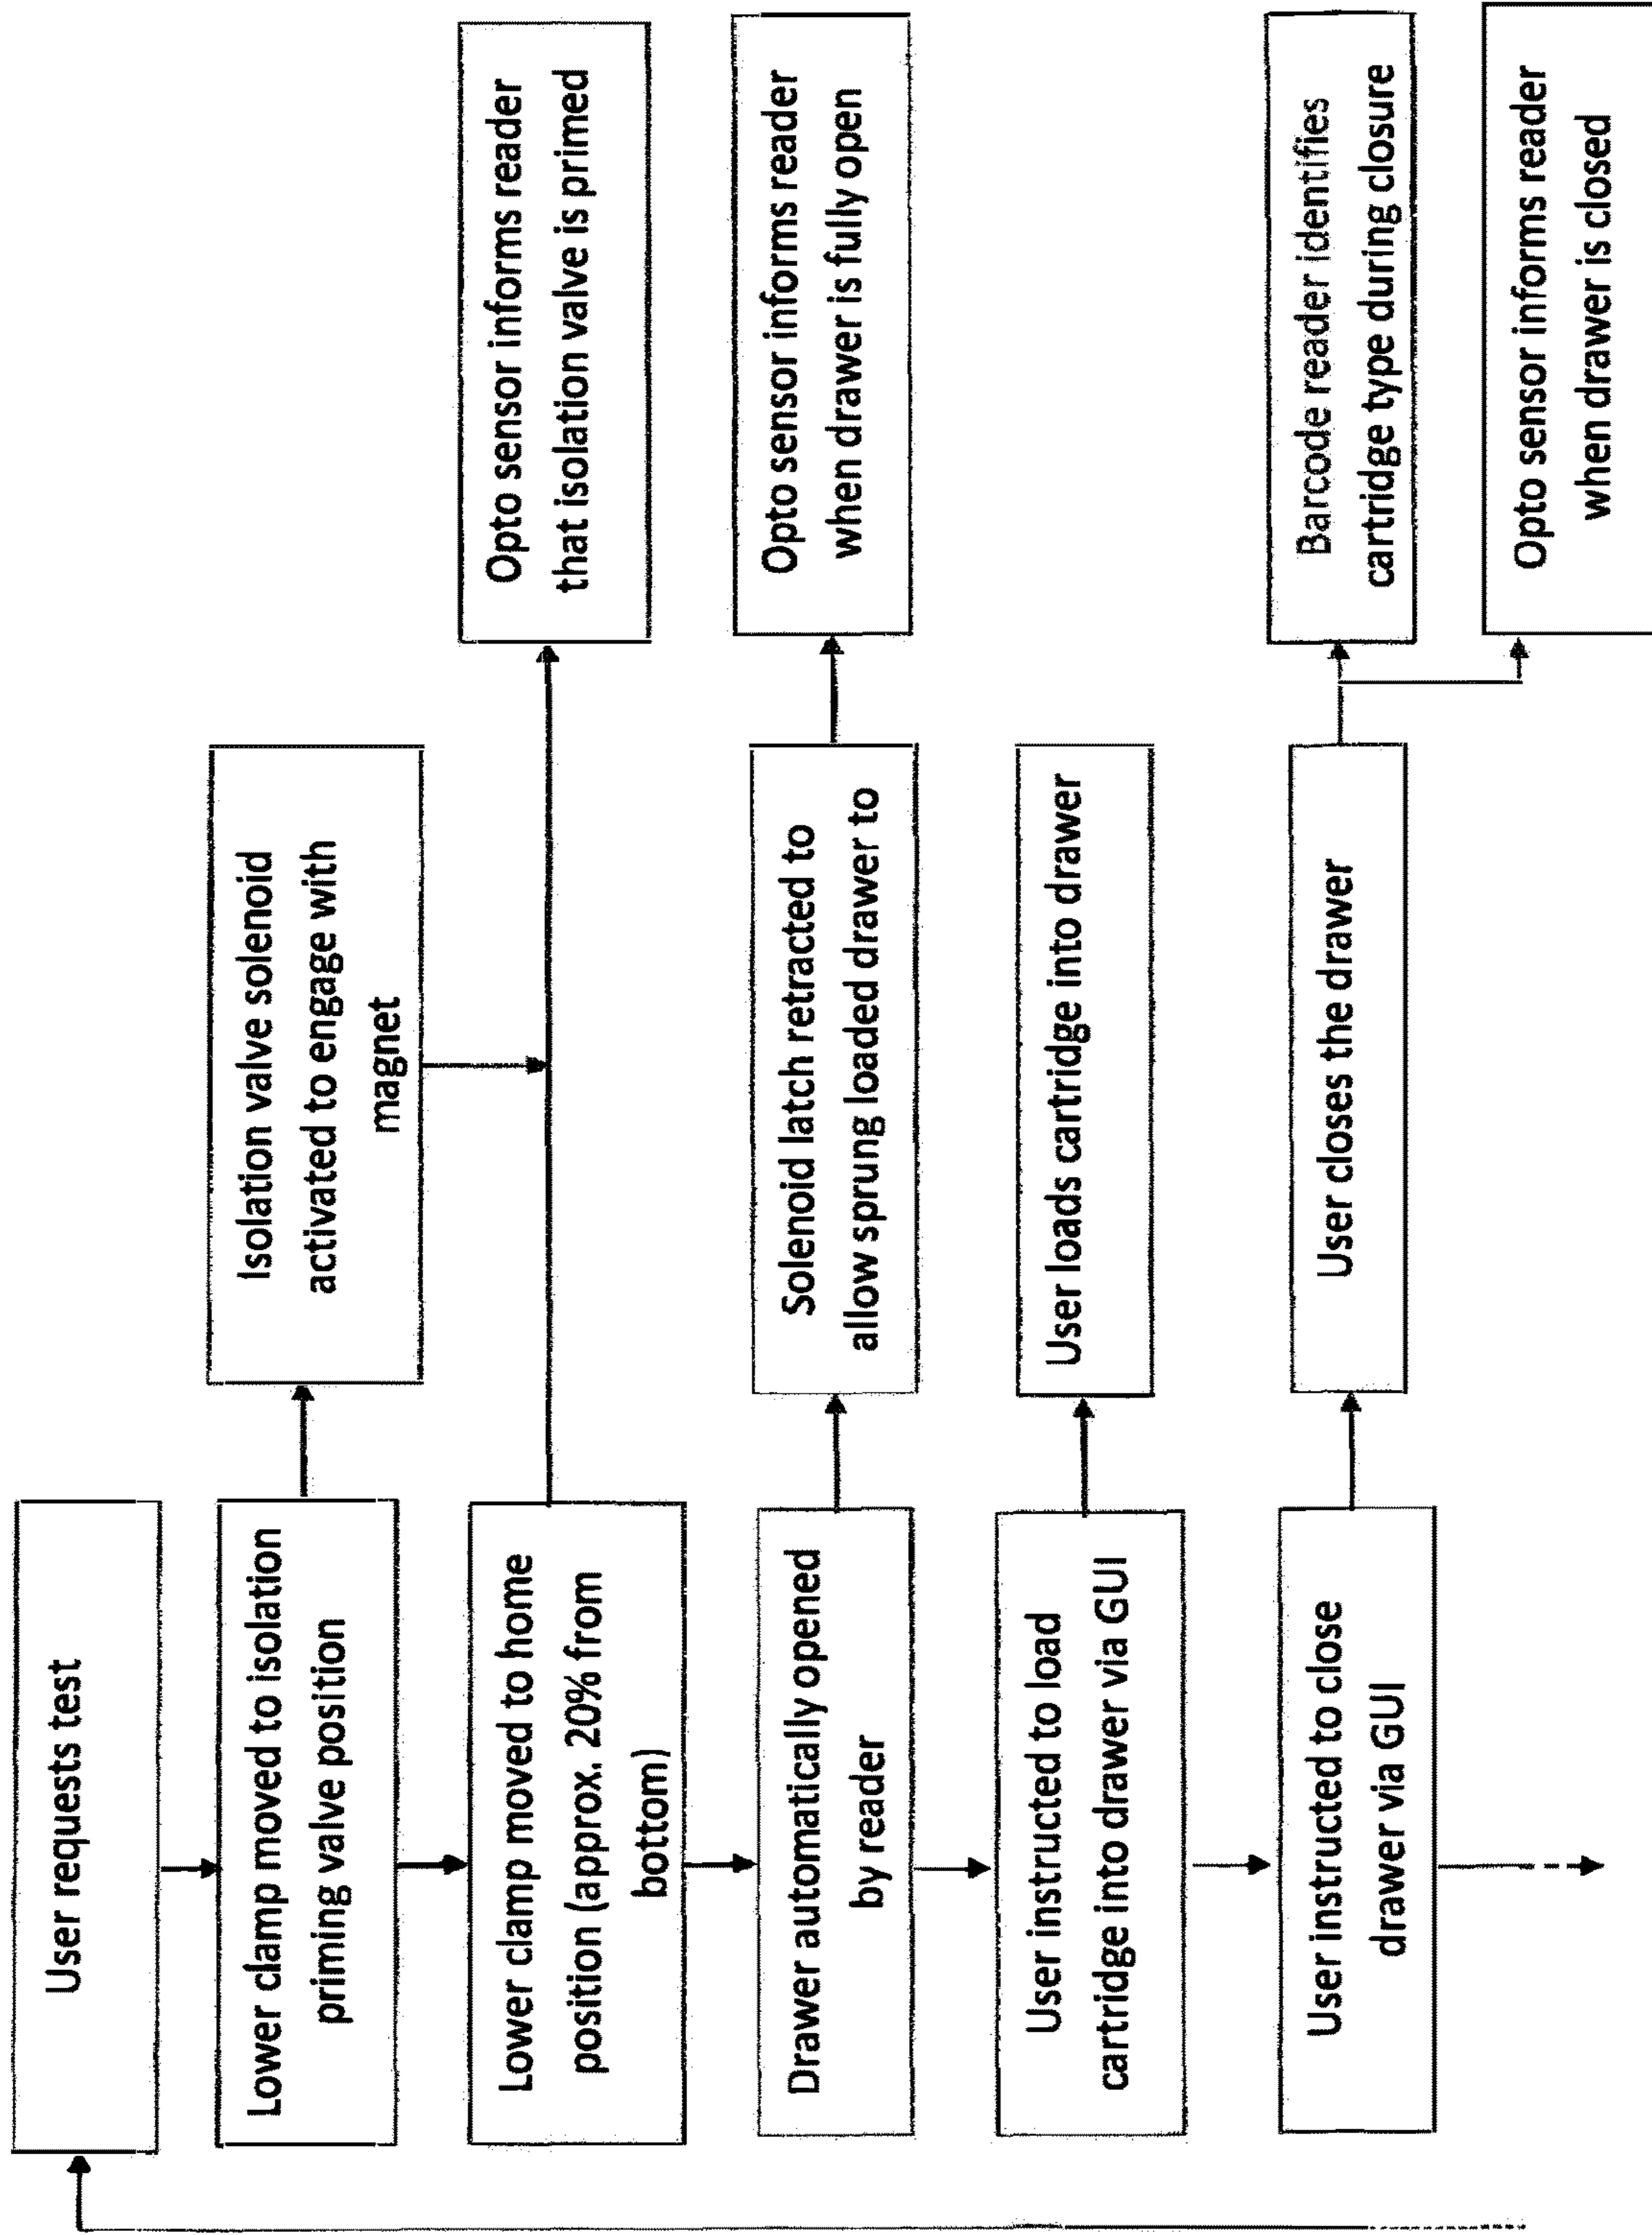 User requests test
Lower clamp moved to isolation
priming valve position
Isolation valve solenoid
activated to engage with
magnet
Lower clamp moved to home
position (approx. 20% from
bottom)
Opto sensor informs reader
that isolation valve is primed
Drawer automatically opened
by reader
Solenoid latch retracted to
allow sprung loaded drawer to
Opto sensor informs reader
when drawer is fully open
User instructed to load
cartridge into drawer via GUI
User loads cartridge into drawer
User instructed to close
drawer via GUI
User closes the drawer
Barcode reader identifies
cartridge type during closure
Opto sensor informs reader
when drawer is closed